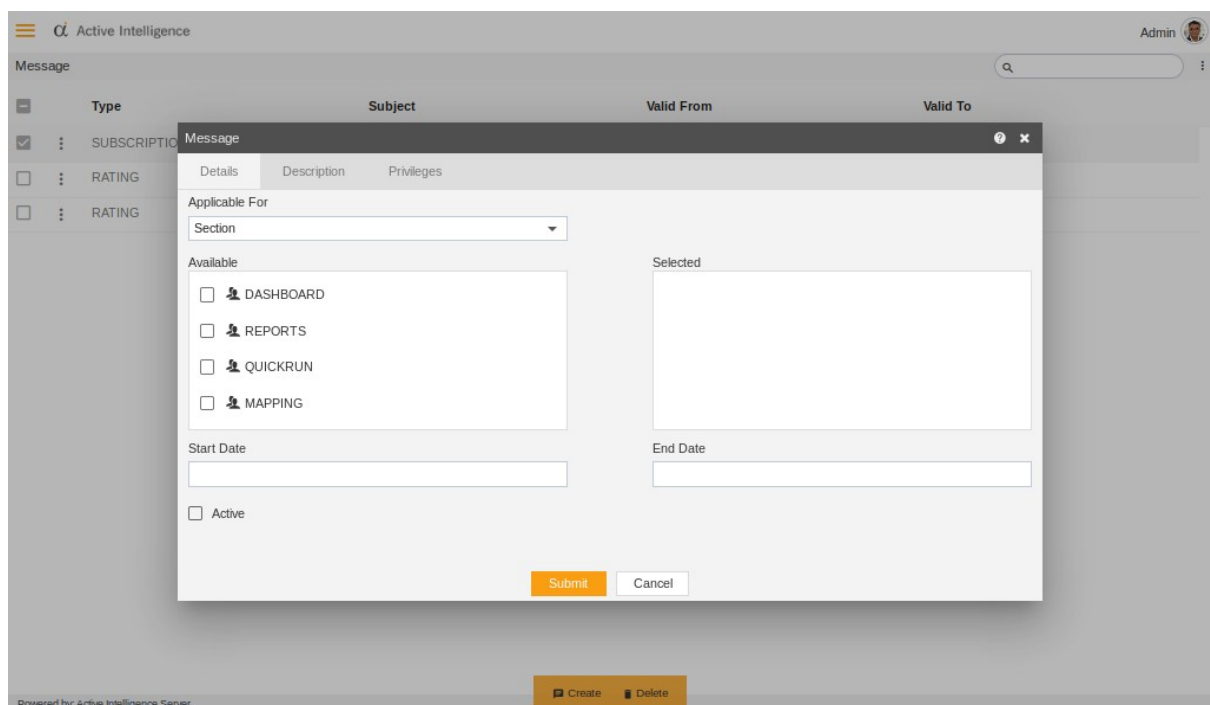 Active Intelligence
Admin
Message
Type Subject Valid From Valid To
SUBSCRIPTIO
Message
RATING
Details Description Privileges
RATING
Applicable For
Section
Available Selected
DASHBOARD
REPORTS
QUICKRUN
MAPPING
Start Date End Date
Active
Submit Cancel
Create Delete
Powered by: Active Intelligence Server